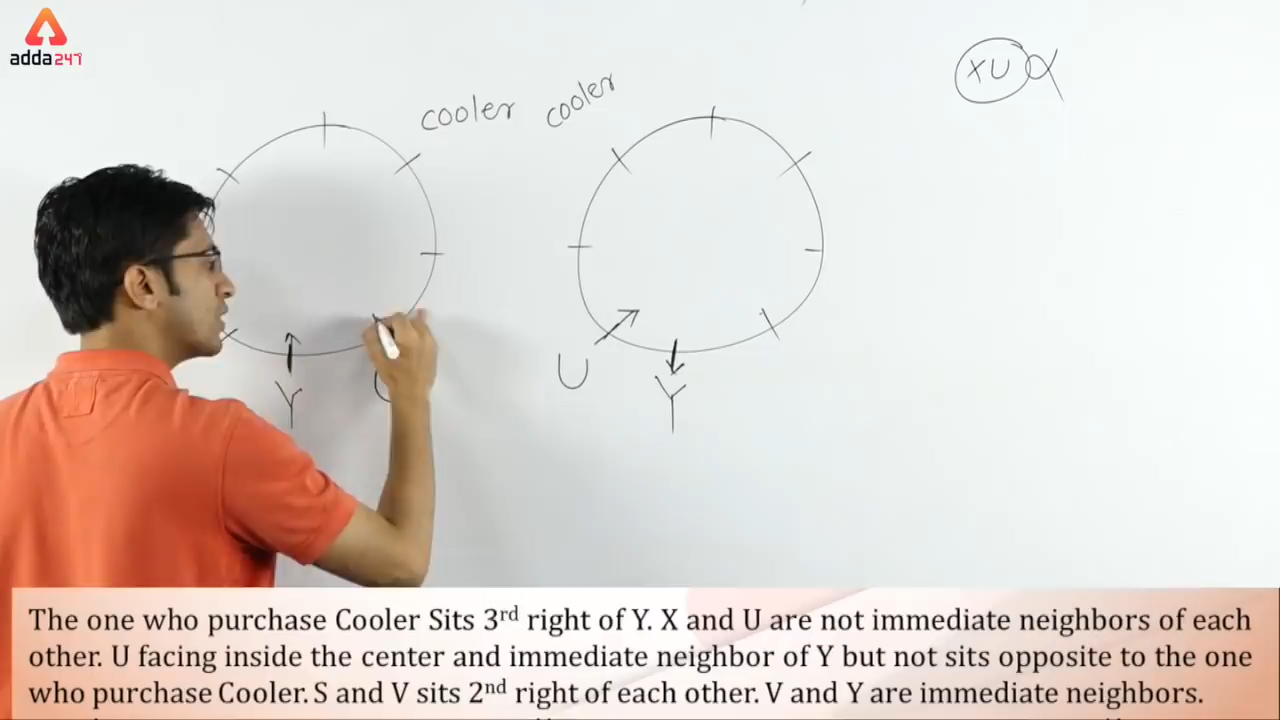 adda247
cooler cooler
XU
U
Y
U
Y
The one who purchase Cooler Sits 3rd right of Y. X and U are not immediate neighbors of each
other. U facing inside the center and immediate neighbor of Y but not sits opposite to the one
who purchase Cooler. S and V sits 2nd right of each other. V and Y are immediate neighbors.